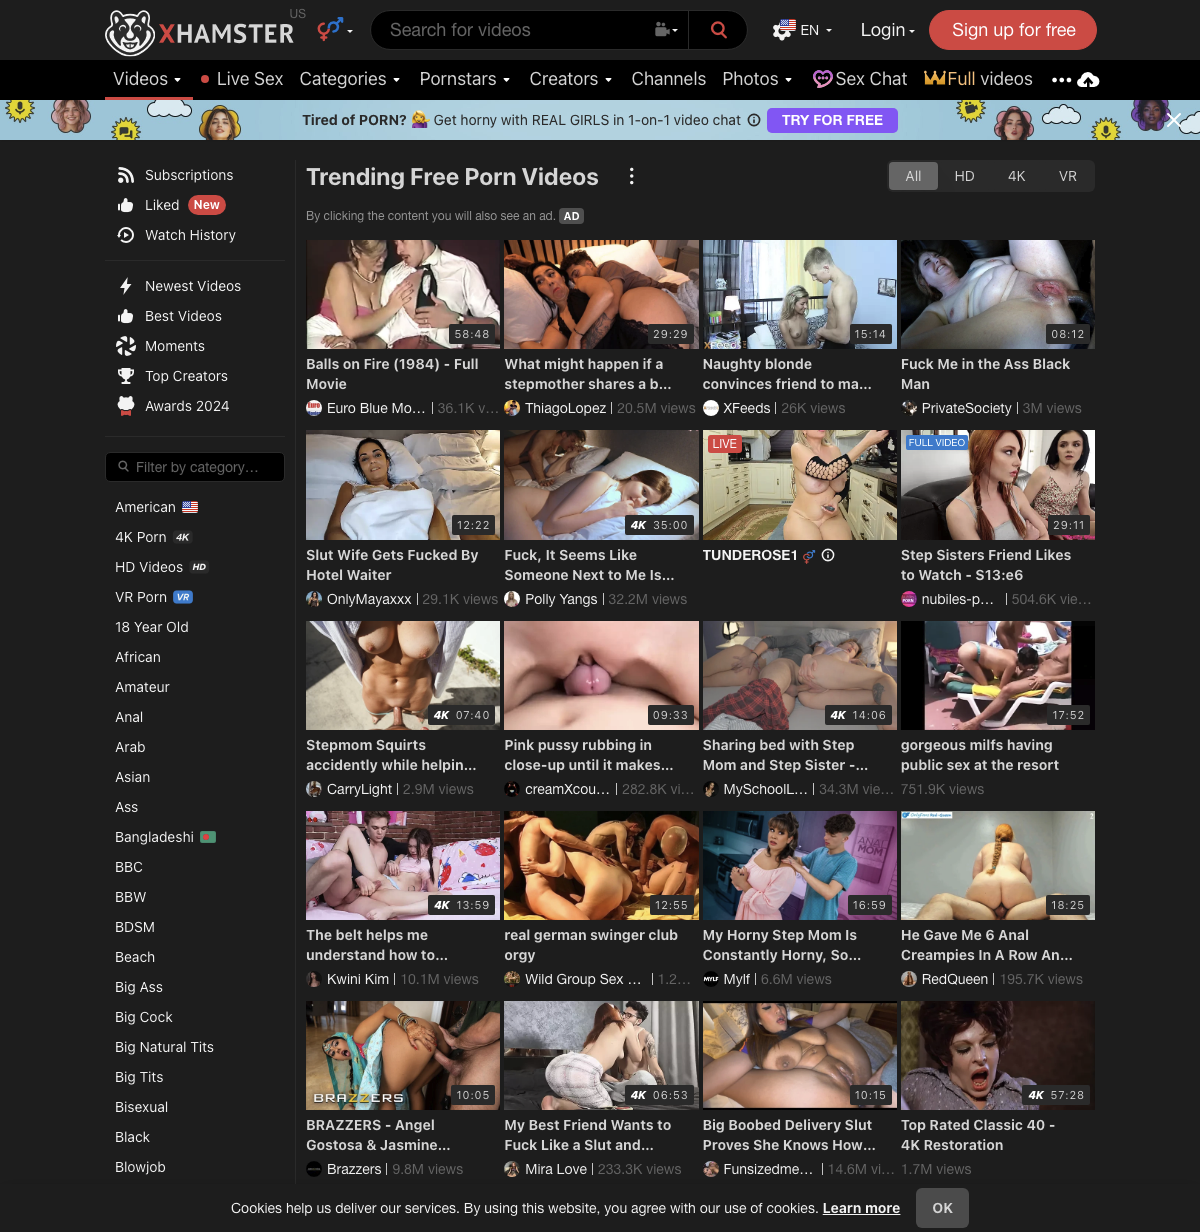 XHAMSTER
US
Search for videos
EN
Login
Sign up for free
Videos
Live Sex
Categories
Pornstars
Creators
Channels
Photos
Sex Chat
Full videos
Tired of PORN? Get horny with REAL GIRLS in 1-on-1 video chat
TRY FOR FREE
Subscriptions
Liked New
Watch History
Newest Videos
Best Videos
Moments
Top Creators
Awards 2024
Filter by category...
American
4K Porn 4K
HD Videos HD
VR Porn VR
18 Year Old
African
Amateur
Anal
Arab
Asian
Ass
Bangladeshi
BBC
BBW
BDSM
Beach
Big Ass
Big Cock
Big Natural Tits
Big Tits
Bisexual
Black
Blowjob
Trending Free Porn Videos
All
HD
4K
VR
By clicking the content you will also see an ad. AD
58:48
Balls on Fire (1984) - Full
Movie
Euro Blue Mo... | 36.1K v...
29:29
What might happen if a
stepmother shares a b...
ThiagoLopez | 20.5M views
XFEEDS
15:14
Naughty blonde
convinces friend to ma...
XFeeds | 26K views
08:12
Fuck Me in the Ass Black
Man
PrivateSociety | 3M views
12:22
Slut Wife Gets Fucked By
Hotel Waiter
OnlyMayaxxx | 29.1K views
4K 35:00
Fuck, It Seems Like
Someone Next to Me Is...
Polly Yangs | 32.2M views
LIVE
TUNDEROSE1
FULL VIDEO
29:11
Step Sisters Friend Likes
to Watch - S13:e6
nubiles-p... | 504.6K vie...
4K 07:40
Stepmom Squirts
accidently while helpin...
CarryLight | 2.9M views
09:33
Pink pussy rubbing in
close-up until it makes...
creamXcou... | 282.8K vi...
4K 14:06
Sharing bed with Step
Mom and Step Sister -...
MySchoolL... | 34.3M vie...
17:52
gorgeous milfs having
public sex at the resort
751.9K views
4K 13:59
The belt helps me
understand how to...
Kwini Kim | 10.1M views
12:55
real german swinger club
orgy
Wild Group Sex ... | 1.2...
ANAL
MOM
16:59
My Horny Step Mom Is
Constantly Horny, So...
MYLF
Mylf | 6.6M views
18:25
He Gave Me 6 Anal
Creampies In A Row An...
RedQueen | 195.7K views
BRAZZERS
10:05
BRAZZERS - Angel
Gostosa & Jasmine...
Brazzers | 9.8M views
4K 06:53
My Best Friend Wants to
Fuck Like a Slut and...
Mira Love | 233.3K views
10:15
Big Boobed Delivery Slut
Proves She Knows How...
Funsizedme... | 14.6M vi...
4K 57:28
Top Rated Classic 40 -
4K Restoration
1.7M views
Cookies help us deliver our services. By using this website, you agree with our use of cookies. Learn more
OK